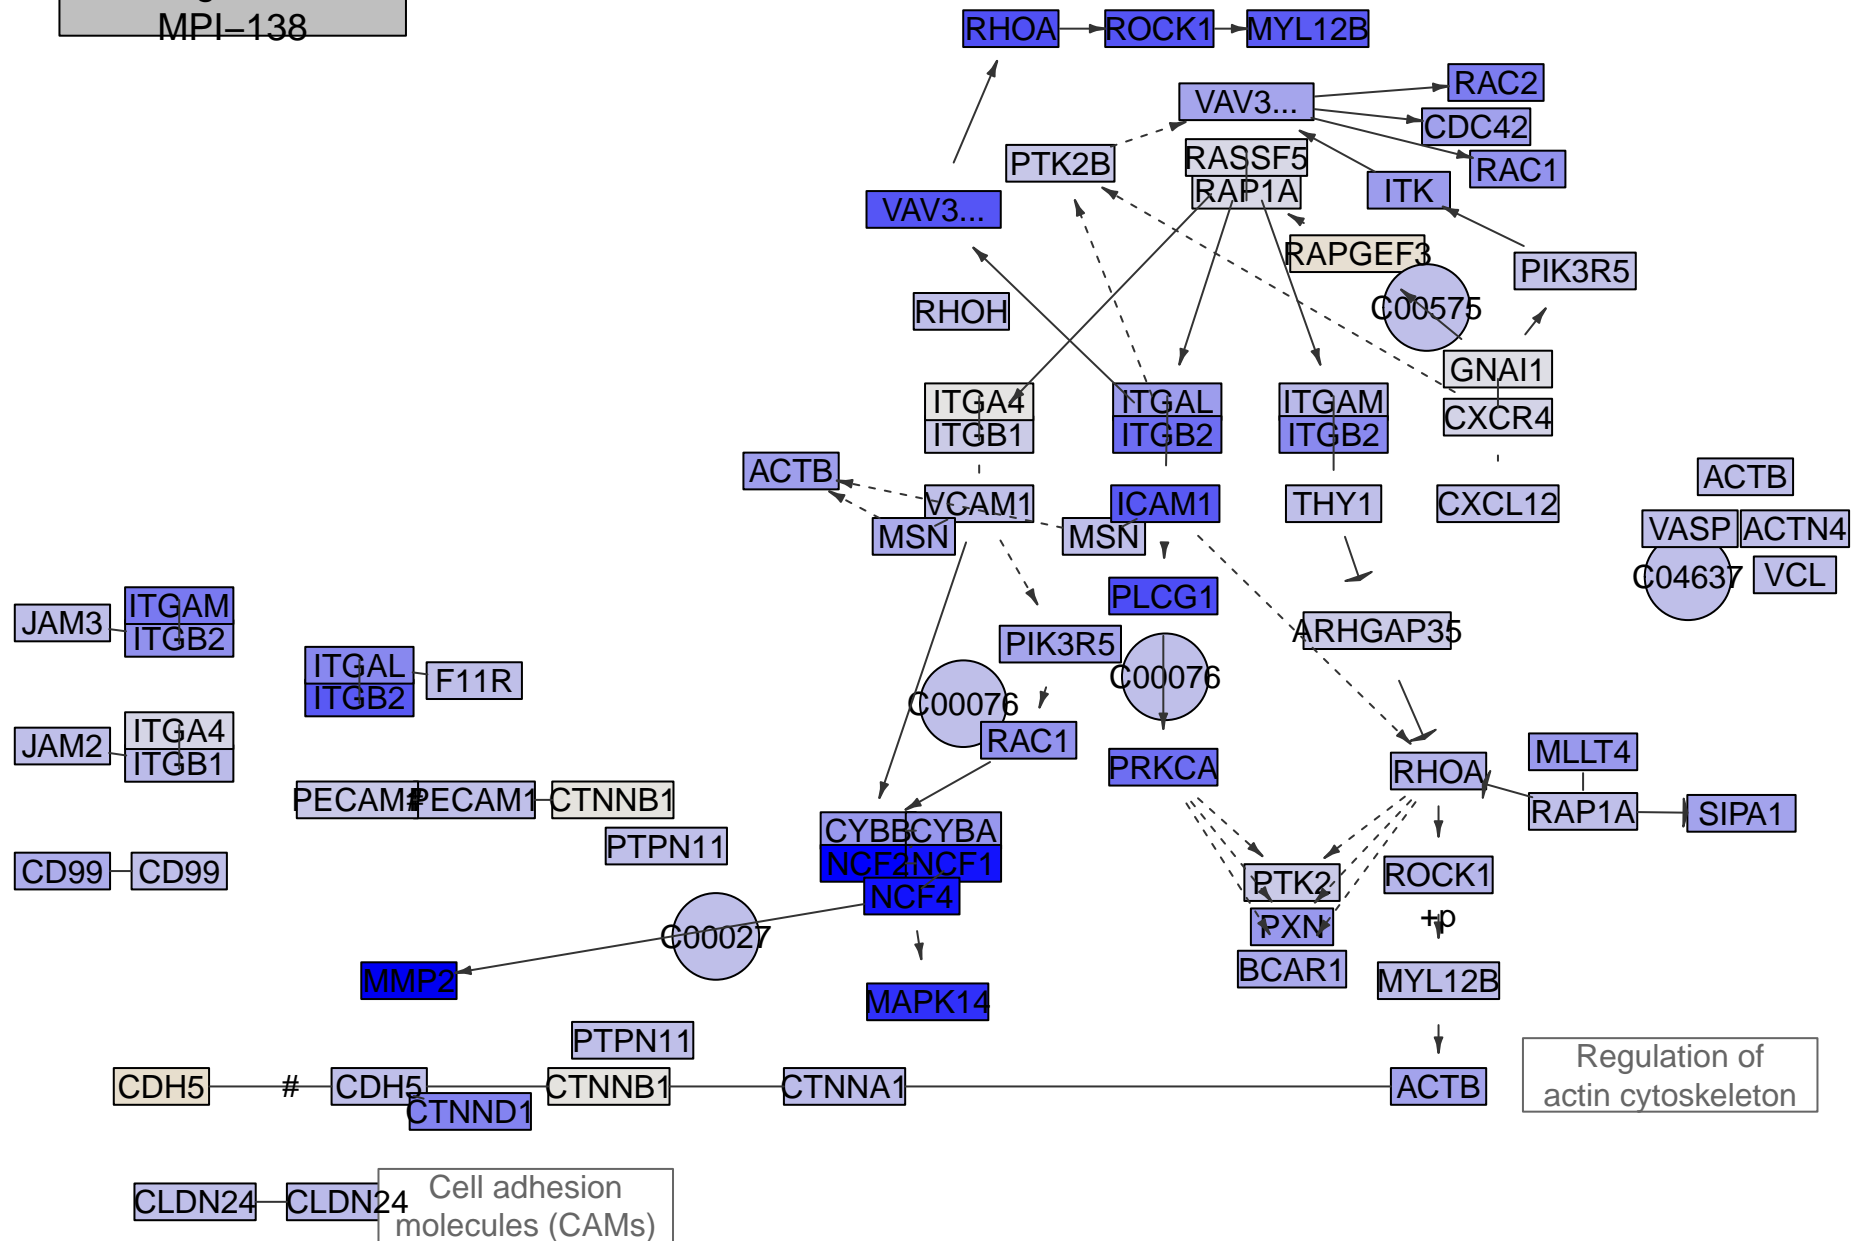 MPI−138
RHOA
ROCK1
MYL12B
RAC2
VAV3...
CDC42
RASSF5
PTK2B
RAC1
RAP1A
ITK
VAV3...
RAPGEF3
PIK3R5
C00575
RHOH
GNAI1
ITGA4
ITGAL
ITGAM
CXCR4
ITGB1
ITGB2
ITGB2
ACTB
ACTB
VCAM1
ICAM1
THY1
CXCL12
MSN
MSN
VASP
ACTN4
C04637
VCL
PLCG1
ITGAM
JAM3
ITGB2
ARHGAP35
PIK3R5
ITGAL
F11R
C00076
ITGB2
C00076
ITGA4
JAM2
RAC1
MLLT4
ITGB1
PRKCA
RHOA
PECAM1
#
PECAM1
CTNNB1
RAP1A
SIPA1
CYBB
CYBA
PTPN11
NCF2
NCF1
CD99
CD99
ROCK1
PTK2
NCF4
+p
PXN
C00027
BCAR1
MMP2
MYL12B
MAPK14
PTPN11
CDH5
#
CDH5
CTNNB1
CTNNA1
ACTB
CTNND1
Regulation of
actin cytoskeleton
CLDN24
CLDN24
Cell adhesion
molecules (CAMs)